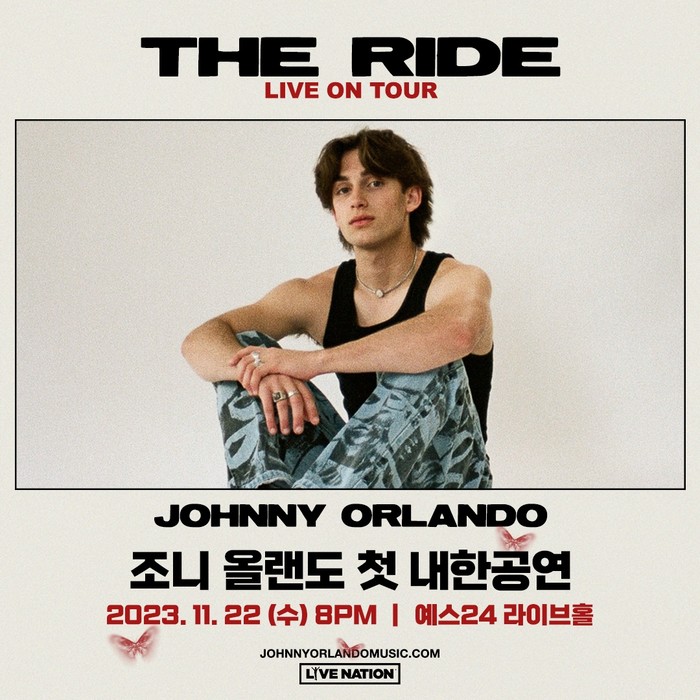 THE RIDE
LIVE ON TOUR
JOHNNY ORLANDO
조니 올랜도 첫 내한공연
2023. 11. 22 (수) 8PM | 예스24 라이브홀
JOHNNYORLANDOMUSIC.COM
LIVE NATION